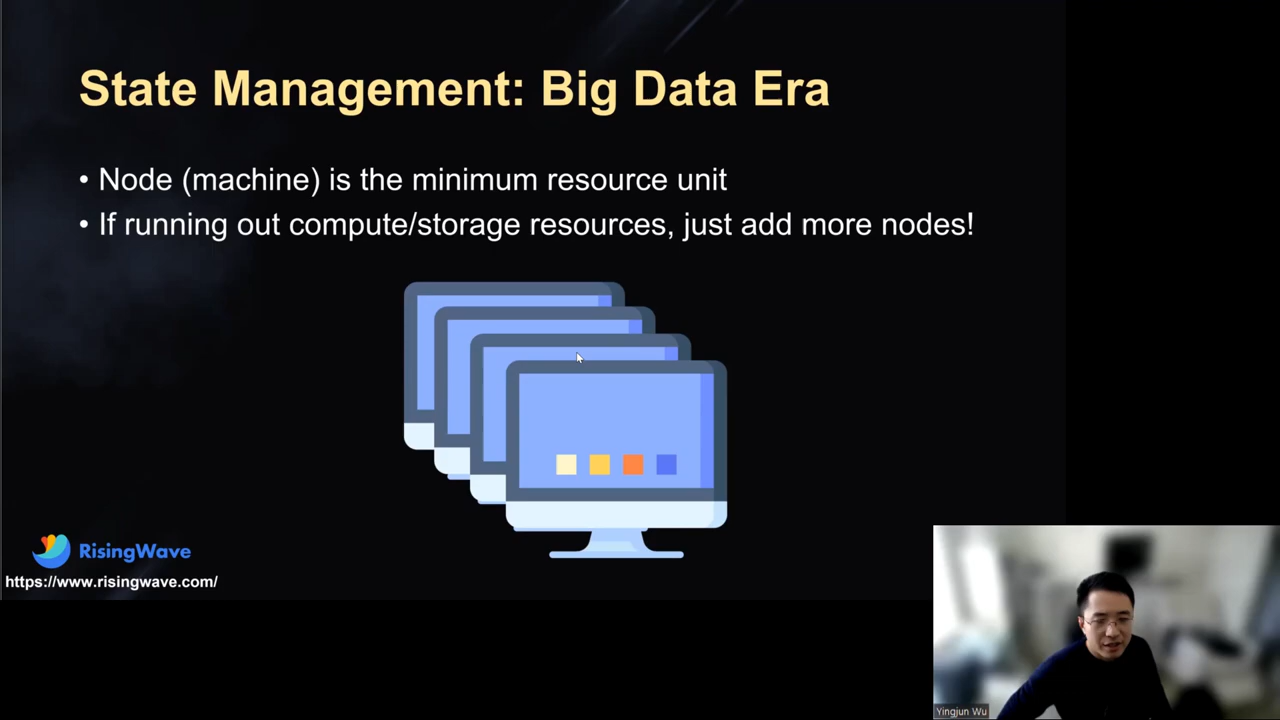 State Management: Big Data Era
• Node (machine) is the minimum resource unit
• If running out compute/storage resources, just add more nodes!
RisingWave
https://www.risingwave.com/
Yingjun Wu